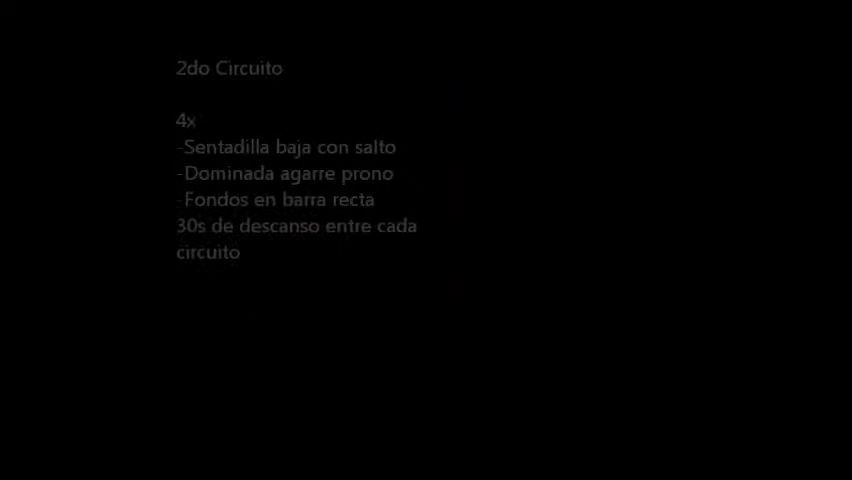 2do Circuito
4x
-Sentadilla baja con salto
-Dominada agarre prono
-Fondos en barra recta
30s de descanso entre cada
circuito